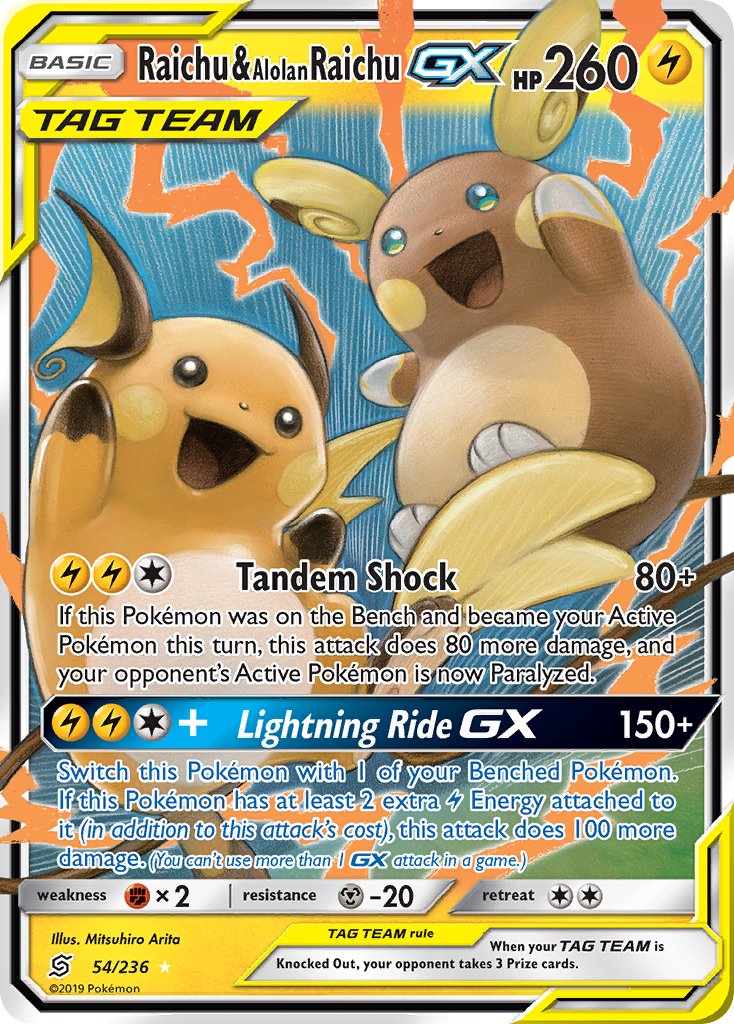 BASIC Raichu & Alolan Raichu GX HP 260
TAG TEAM
Tandem Shock 80+
If this Pokémon was on the Bench and became your Active
Pokémon this turn, this attack does 80 more damage, and
your opponent's Active Pokémon is now Paralyzed.
+ Lightning Ride GX 150+
Switch this Pokémon with 1 of your Benched Pokémon.
If this Pokémon has at least 2 extra Energy attached to
it (in addition to this attack's cost), this attack does 100 more
damage. (You can't use more than 1 GX attack in a game.)
weakness ×2 resistance -20 retreat
Illus. Mitsuhiro Arita
54/236
©2019 Pokémon
TAG TEAM rule
When your TAG TEAM is
Knocked Out, your opponent takes 3 Prize cards.